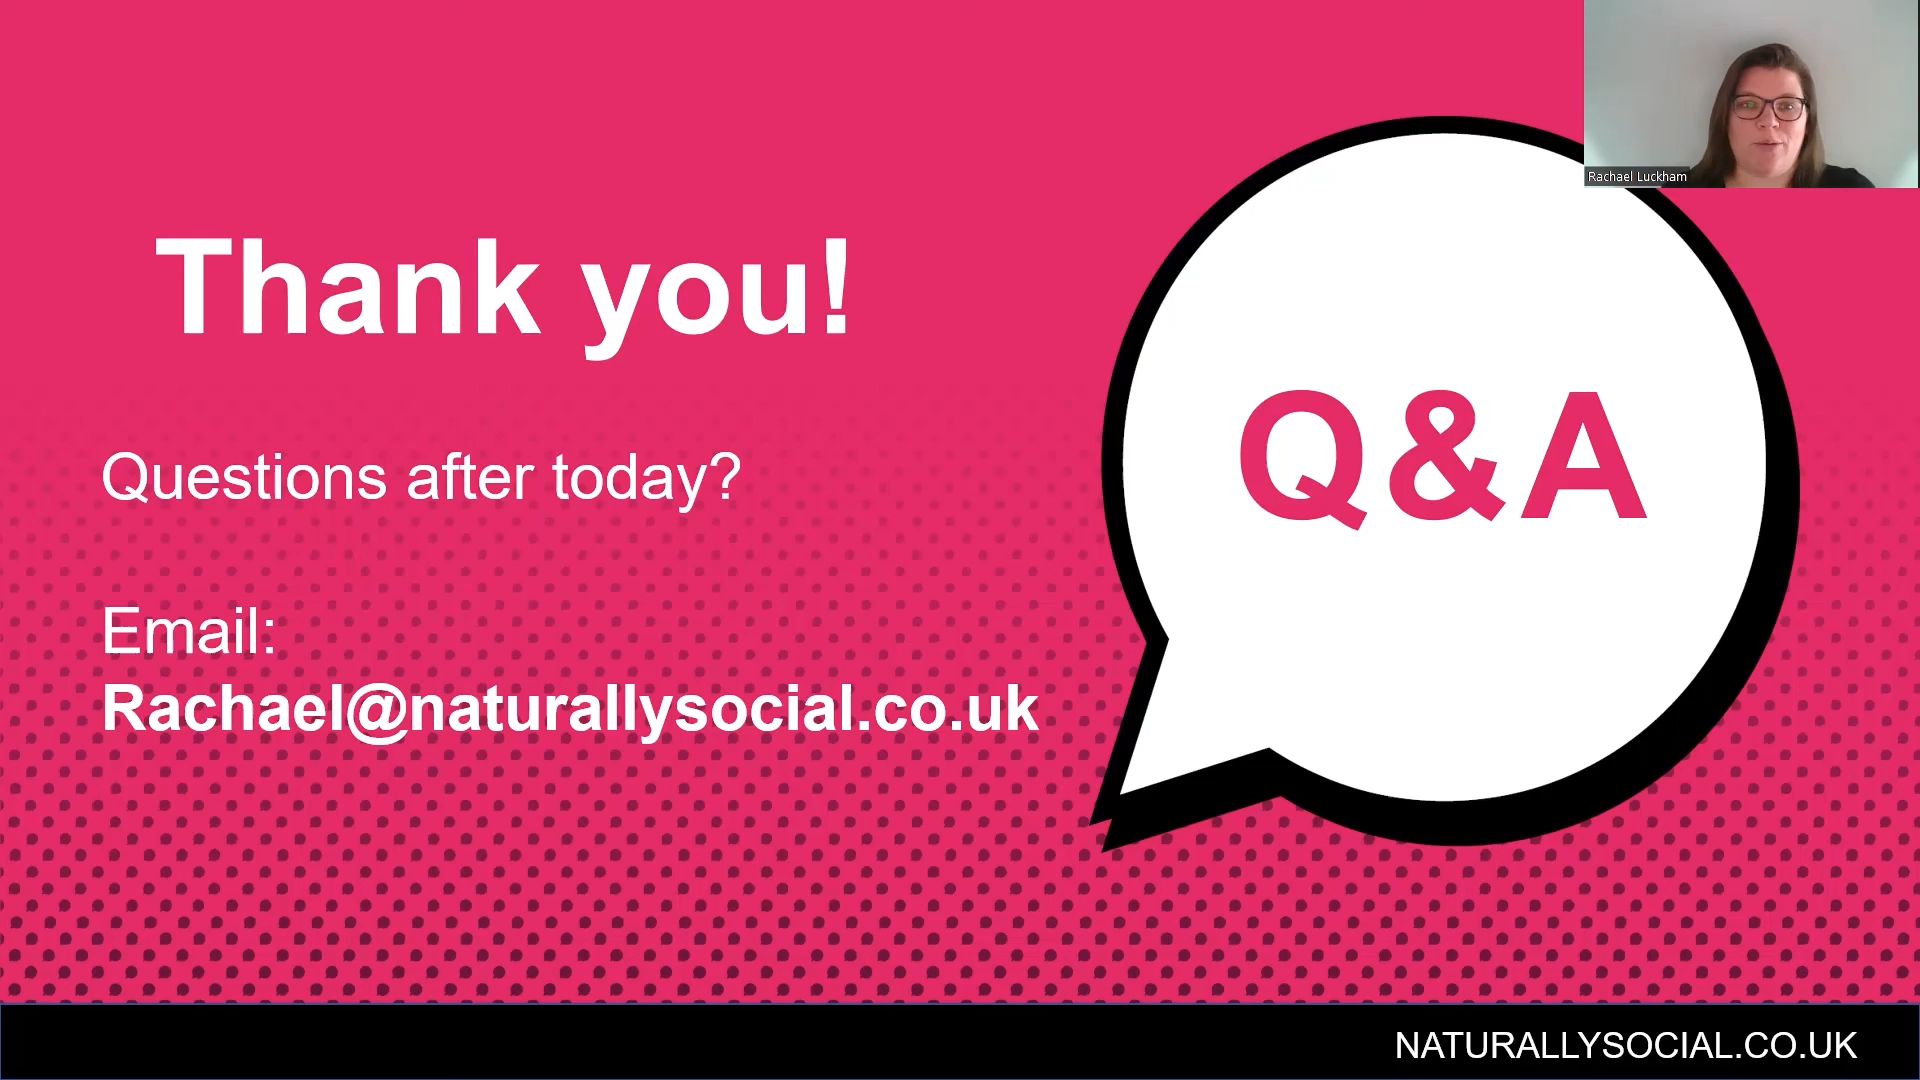 Rachael Luckham
Thank you!
Q&A
Questions after today?
Email:
Rachael@naturallysocial.co.uk
NATURALLYSOCIAL.CO.UK